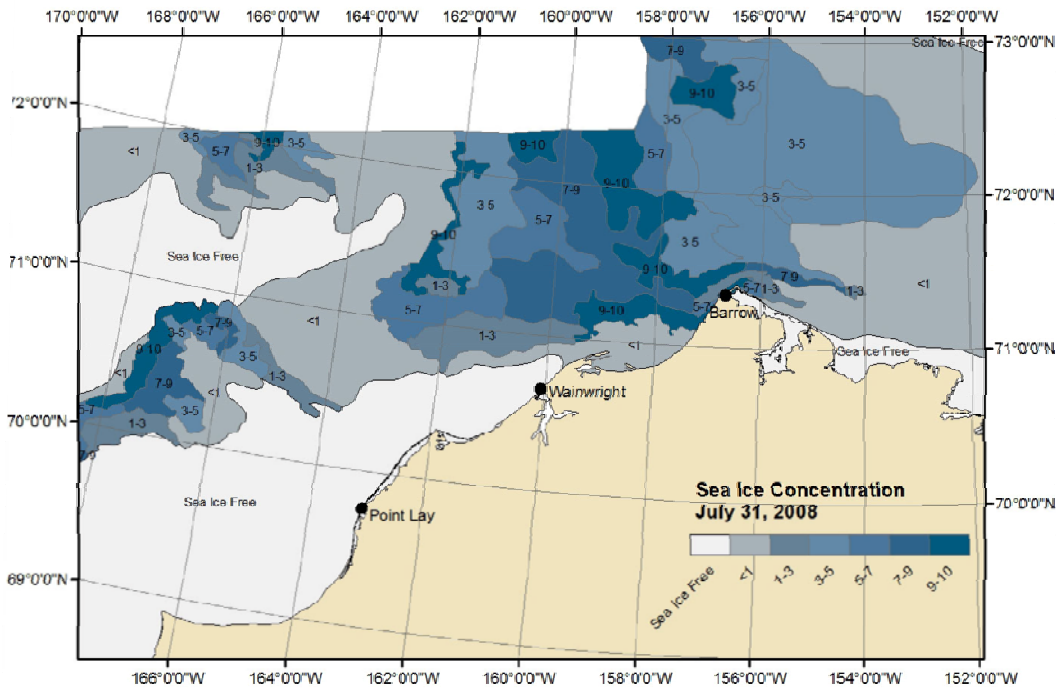 170°0'0"W 168°0'0"W 166°0'0"W 164°0'0"W 162°0'0"W 160°0'0"W 158°0'0"W 156°0'0"W 154°0'0"W 152°0'0"W
Sea Ice Free
73°0'0"N
7-9
9-10
3-5
72°0'0"N
3-5
3-5
9-10
3-5
9-10
3-5
<1
5-7
5-7
1-3
7-9
9-10
72°0'0"N
3-5
3-5
5-7
9-10
3-5
Sea Ice Free
71°0'0"N
9-10
7-9
1-3
5-7
1-3
1-3
<1
5-7
Barrow
5-7
9-10
7-9
<1
3-5
5-7
1-3
<1
71°0'0"N
9-10
3-5
Sea Ice Free
<1
1-3
7-9
<1
Wainwright
5-7
3-5
70°0'0"N
1-3
7-9
Sea Ice Free
Sea Ice Concentration
70°0'0"N
July 31, 2008
Point Lay
Sea Ice Free
<1
1-3
3-5
5-7
7-9
9-10
69°0'0"N
166°0'0"W 164°0'0"W 162°0'0"W 160°0'0"W 158°0'0"W 156°0'0"W 154°0'0"W 152°0'0"W